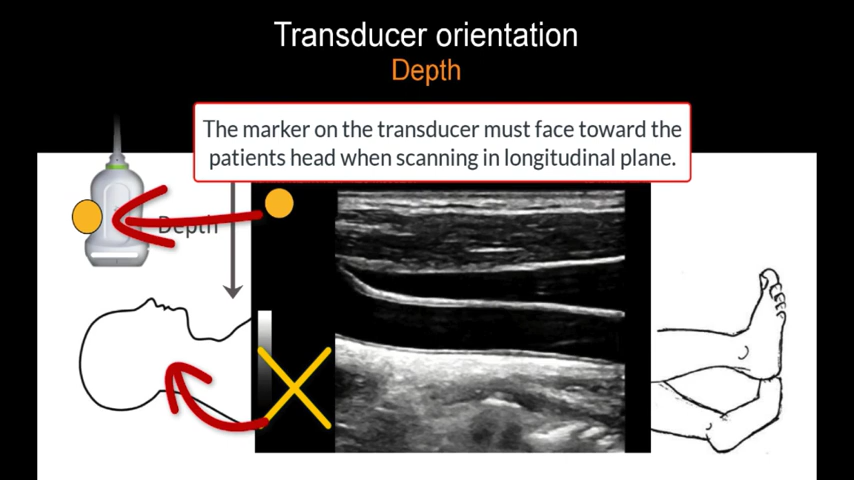 Transducer orientation
Depth
The marker on the transducer must face toward the
patients head when scanning in longitudinal plane.
Depth